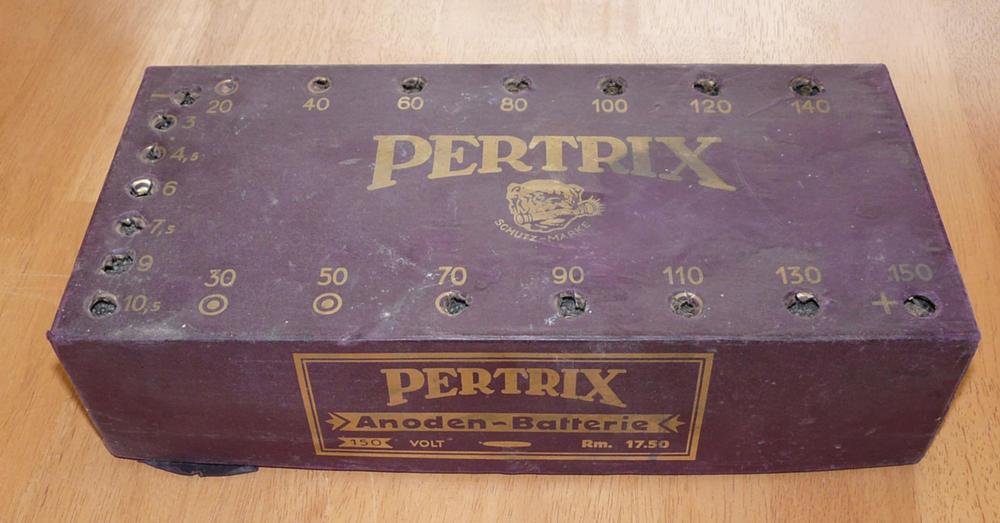 − 20 40 60 80 100 120 140
3
4,5
6
7,5
9
10,5
PERTRIX
SCHUTZ-MARKE
30 50 70 90 110 130 150
+
PERTRIX
Anoden-Batterie
150 VOLT Rm. 17.50